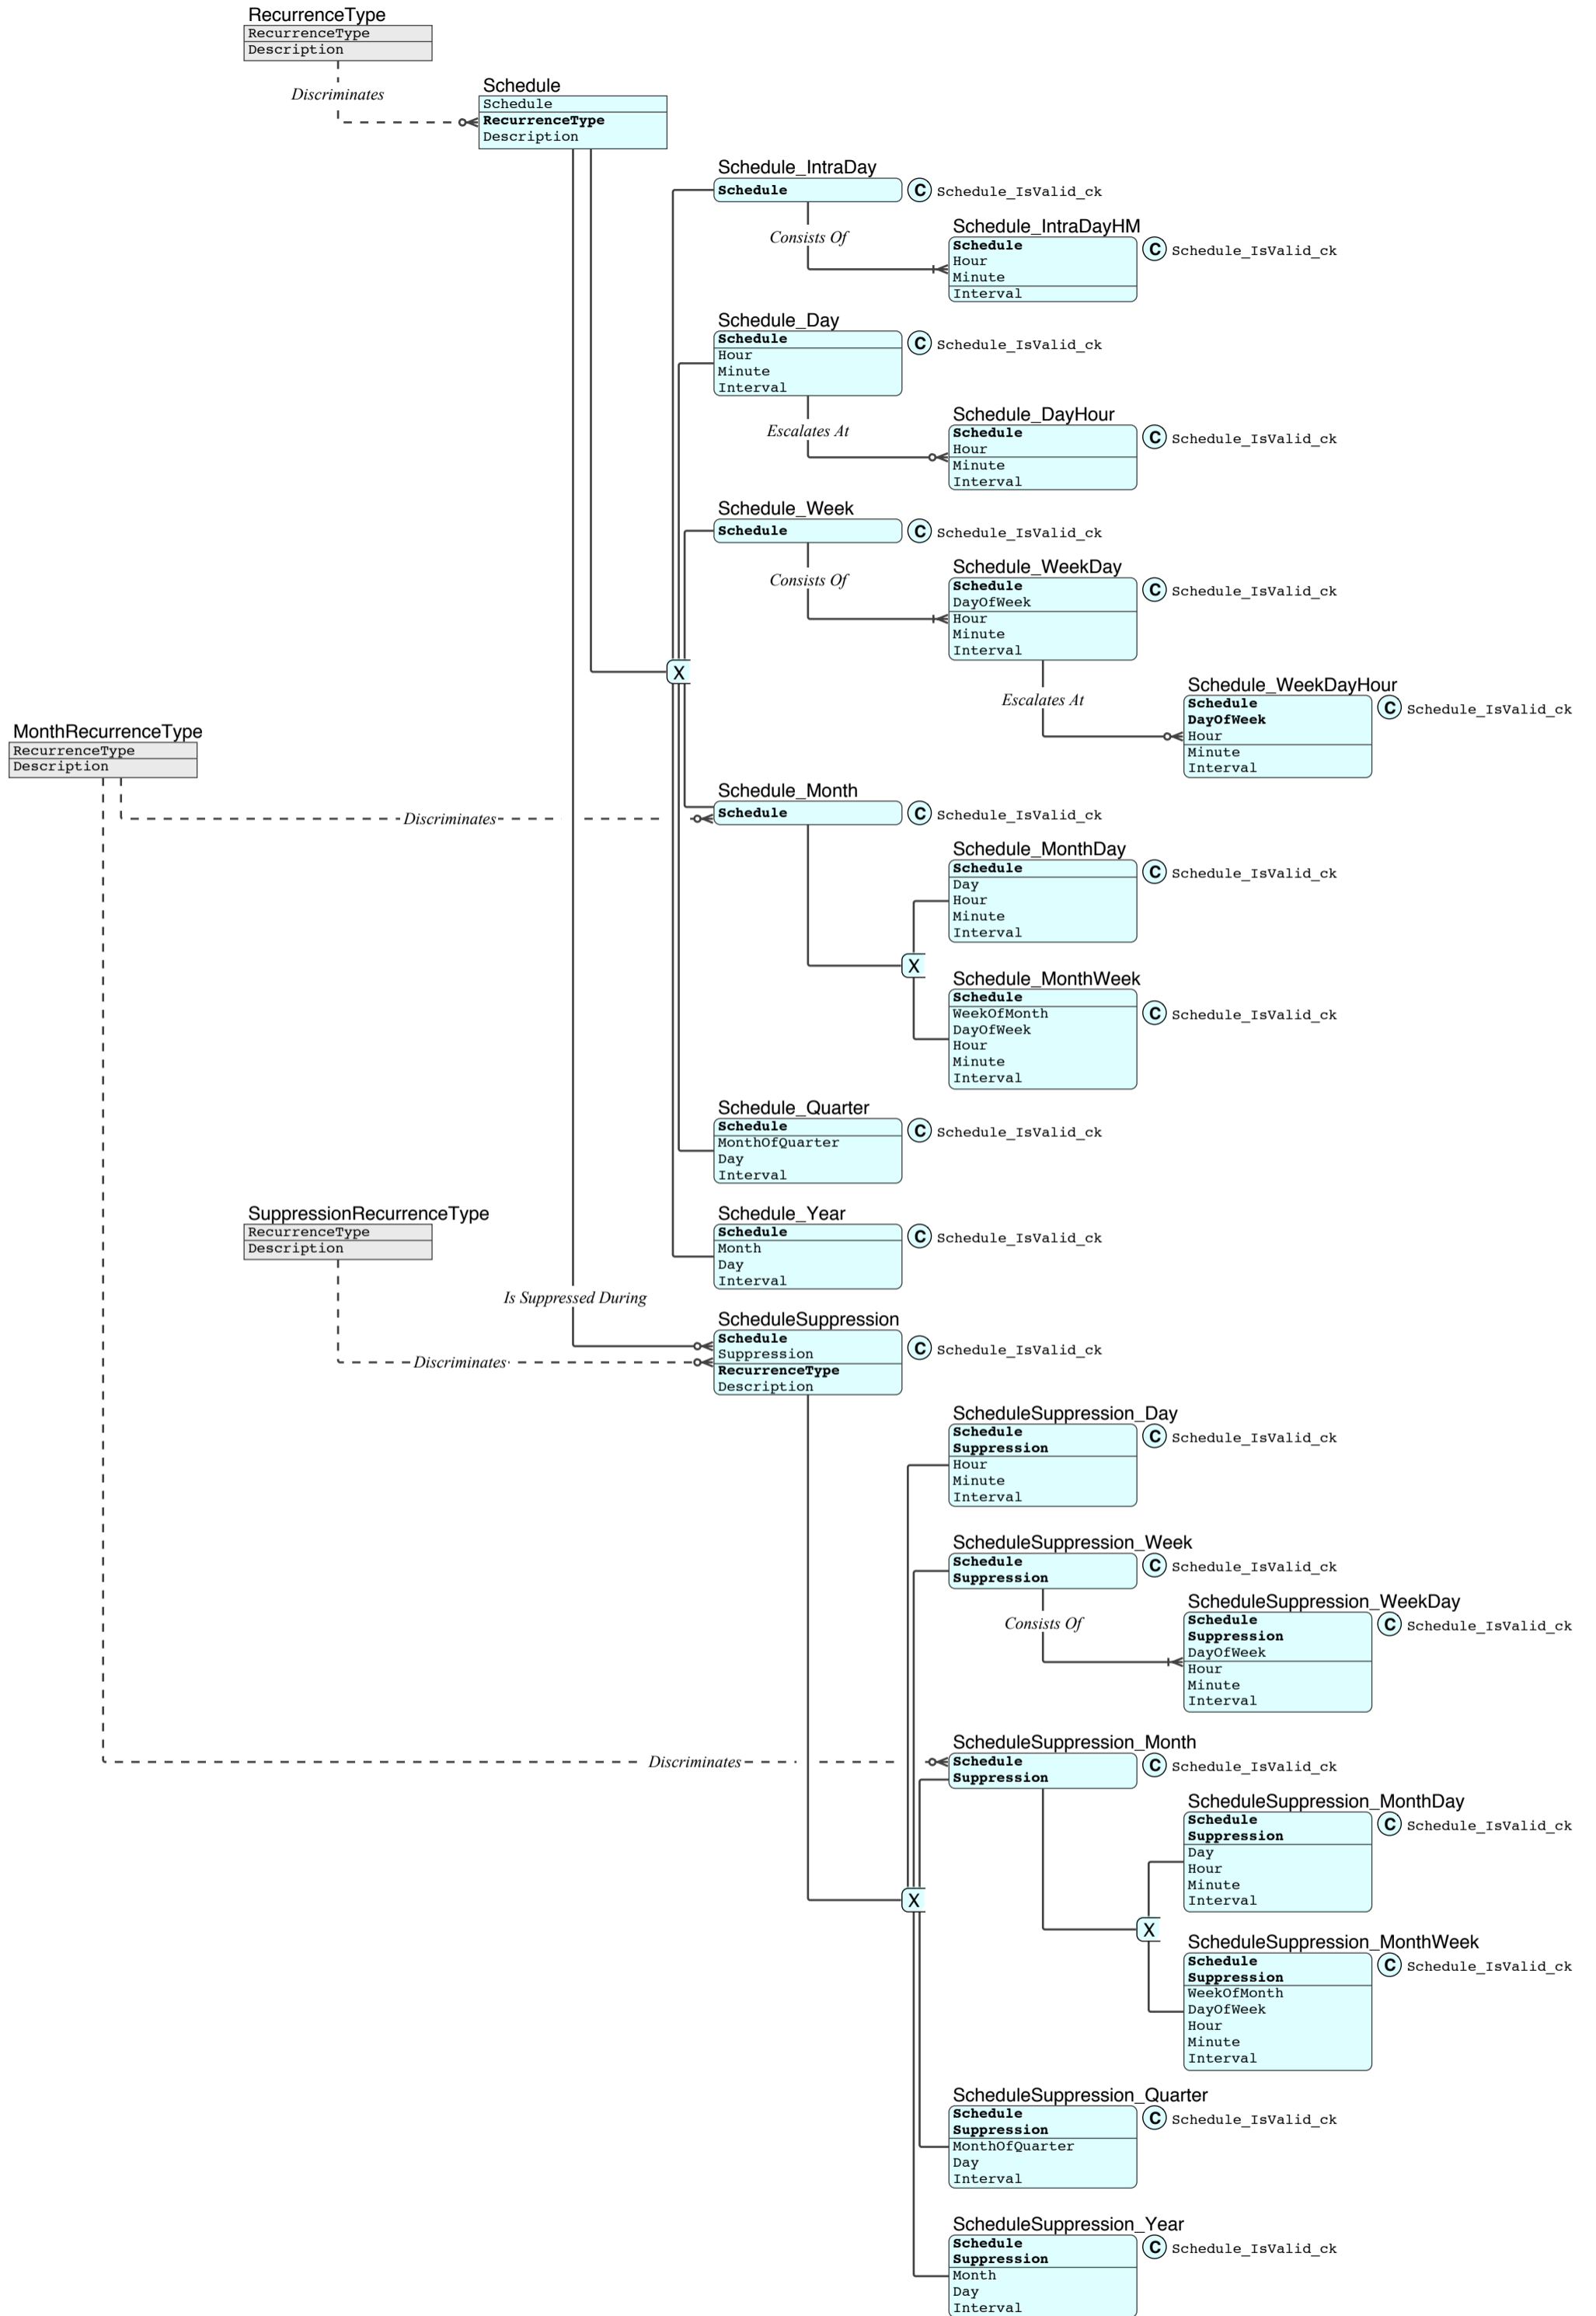 RecurrenceType
RecurrenceType
Description
Discriminates
Schedule
Schedule
RecurrenceType
Description
Schedule_IntraDay
Schedule
C Schedule_IsValid_ck
Consists Of
Schedule_IntraDayHM
Schedule
Hour
Minute
Interval
C Schedule_IsValid_ck
Schedule_Day
Schedule
Hour
Minute
Interval
C Schedule_IsValid_ck
Escalates At
Schedule_DayHour
Schedule
Hour
Minute
Interval
C Schedule_IsValid_ck
Schedule_Week
Schedule
C Schedule_IsValid_ck
Consists Of
Schedule_WeekDay
Schedule
DayOfWeek
Hour
Minute
Interval
C Schedule_IsValid_ck
X
Escalates At
Schedule_WeekDayHour
Schedule
DayOfWeek
Hour
Minute
Interval
C Schedule_IsValid_ck
MonthRecurrenceType
RecurrenceType
Description
Discriminates
Schedule_Month
Schedule
C Schedule_IsValid_ck
Schedule_MonthDay
Schedule
Day
Hour
Minute
Interval
C Schedule_IsValid_ck
X
Schedule_MonthWeek
Schedule
WeekOfMonth
DayOfWeek
Hour
Minute
Interval
C Schedule_IsValid_ck
Schedule_Quarter
Schedule
MonthOfQuarter
Day
Interval
C Schedule_IsValid_ck
SuppressionRecurrenceType
RecurrenceType
Description
Schedule_Year
Schedule
Month
Day
Interval
C Schedule_IsValid_ck
Is Suppressed During
Discriminates
ScheduleSuppression
Schedule
Suppression
RecurrenceType
Description
C Schedule_IsValid_ck
ScheduleSuppression_Day
Schedule
Suppression
Hour
Minute
Interval
C Schedule_IsValid_ck
ScheduleSuppression_Week
Schedule
Suppression
C Schedule_IsValid_ck
Consists Of
ScheduleSuppression_WeekDay
Schedule
Suppression
DayOfWeek
Hour
Minute
Interval
C Schedule_IsValid_ck
Discriminates
ScheduleSuppression_Month
Schedule
Suppression
C Schedule_IsValid_ck
ScheduleSuppression_MonthDay
Schedule
Suppression
Day
Hour
Minute
Interval
C Schedule_IsValid_ck
X
X
ScheduleSuppression_MonthWeek
Schedule
Suppression
WeekOfMonth
DayOfWeek
Hour
Minute
Interval
C Schedule_IsValid_ck
ScheduleSuppression_Quarter
Schedule
Suppression
MonthOfQuarter
Day
Interval
C Schedule_IsValid_ck
ScheduleSuppression_Year
Schedule
Suppression
Month
Day
Interval
C Schedule_IsValid_ck